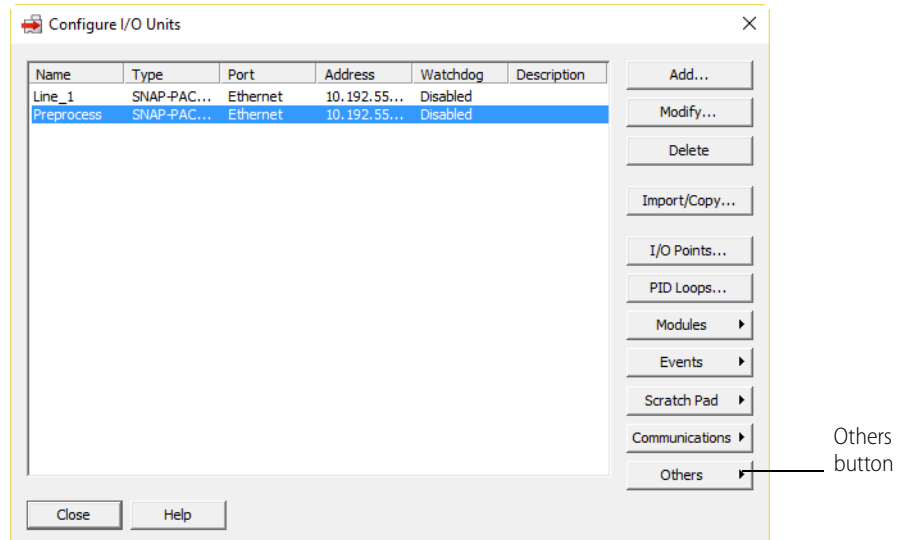 Configure I/O Units
Name Type Port Address Watchdog Description
Line_1 SNAP-PAC... Ethernet 10.192.55... Disabled
Preprocess SNAP-PAC... Ethernet 10.192.55... Disabled
Add...
Modify...
Delete
Import/Copy...
I/O Points...
PID Loops...
Modules
Events
Scratch Pad
Communications
Others
Others
button
Close Help